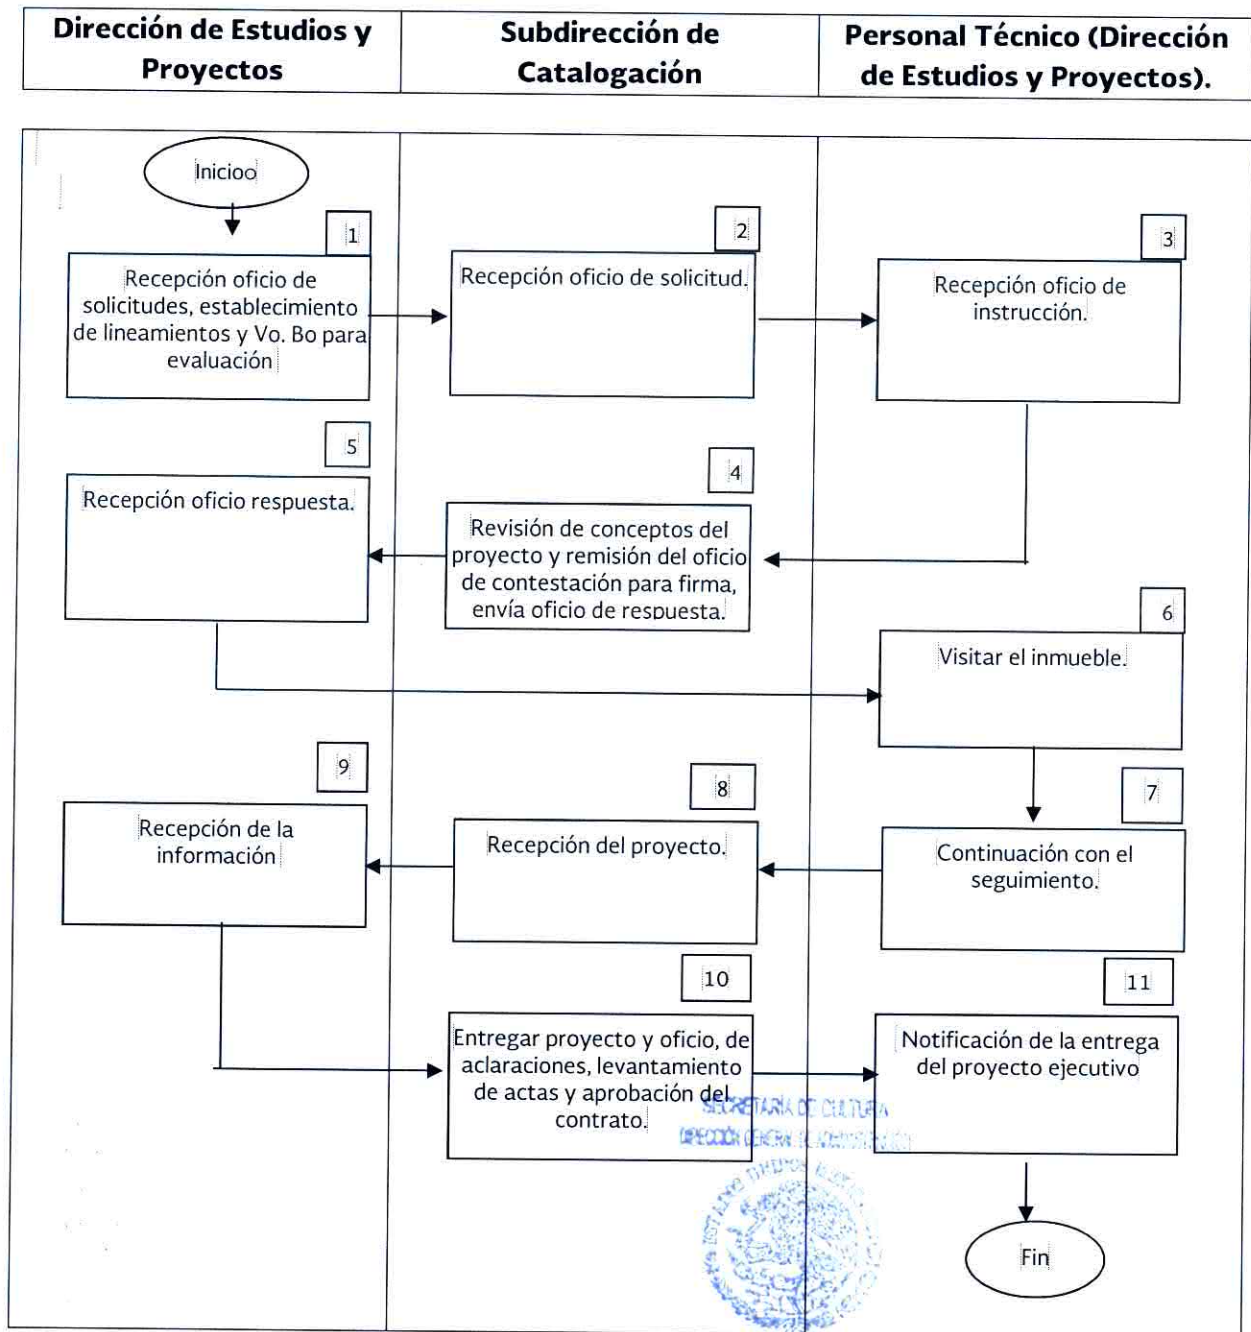 Dirección de Estudios y
Proyectos
Subdirección de
Catalogación
Personal Técnico (Dirección
de Estudios y Proyectos).
Inicioo
1
Recepción oficio de
solicitudes, establecimiento
de lineamientos y Vo. Bo para
evaluación
2
Recepción oficio de solicitud.
3
Recepción oficio de
instrucción.
5
Recepción oficio respuesta.
4
Revisión de conceptos del
proyecto y remisión del oficio
de contestación para firma,
envía oficio de respuesta.
6
Visitar el inmueble.
9
Recepción de la
información
8
Recepción del proyecto.
7
Continuación con el
seguimiento.
10
Entregar proyecto y oficio, de
aclaraciones, levantamiento
de actas y aprobación del
contrato.
11
Notificación de la entrega
del proyecto ejecutivo
SECRETARÍA DE CULTURA
Fin